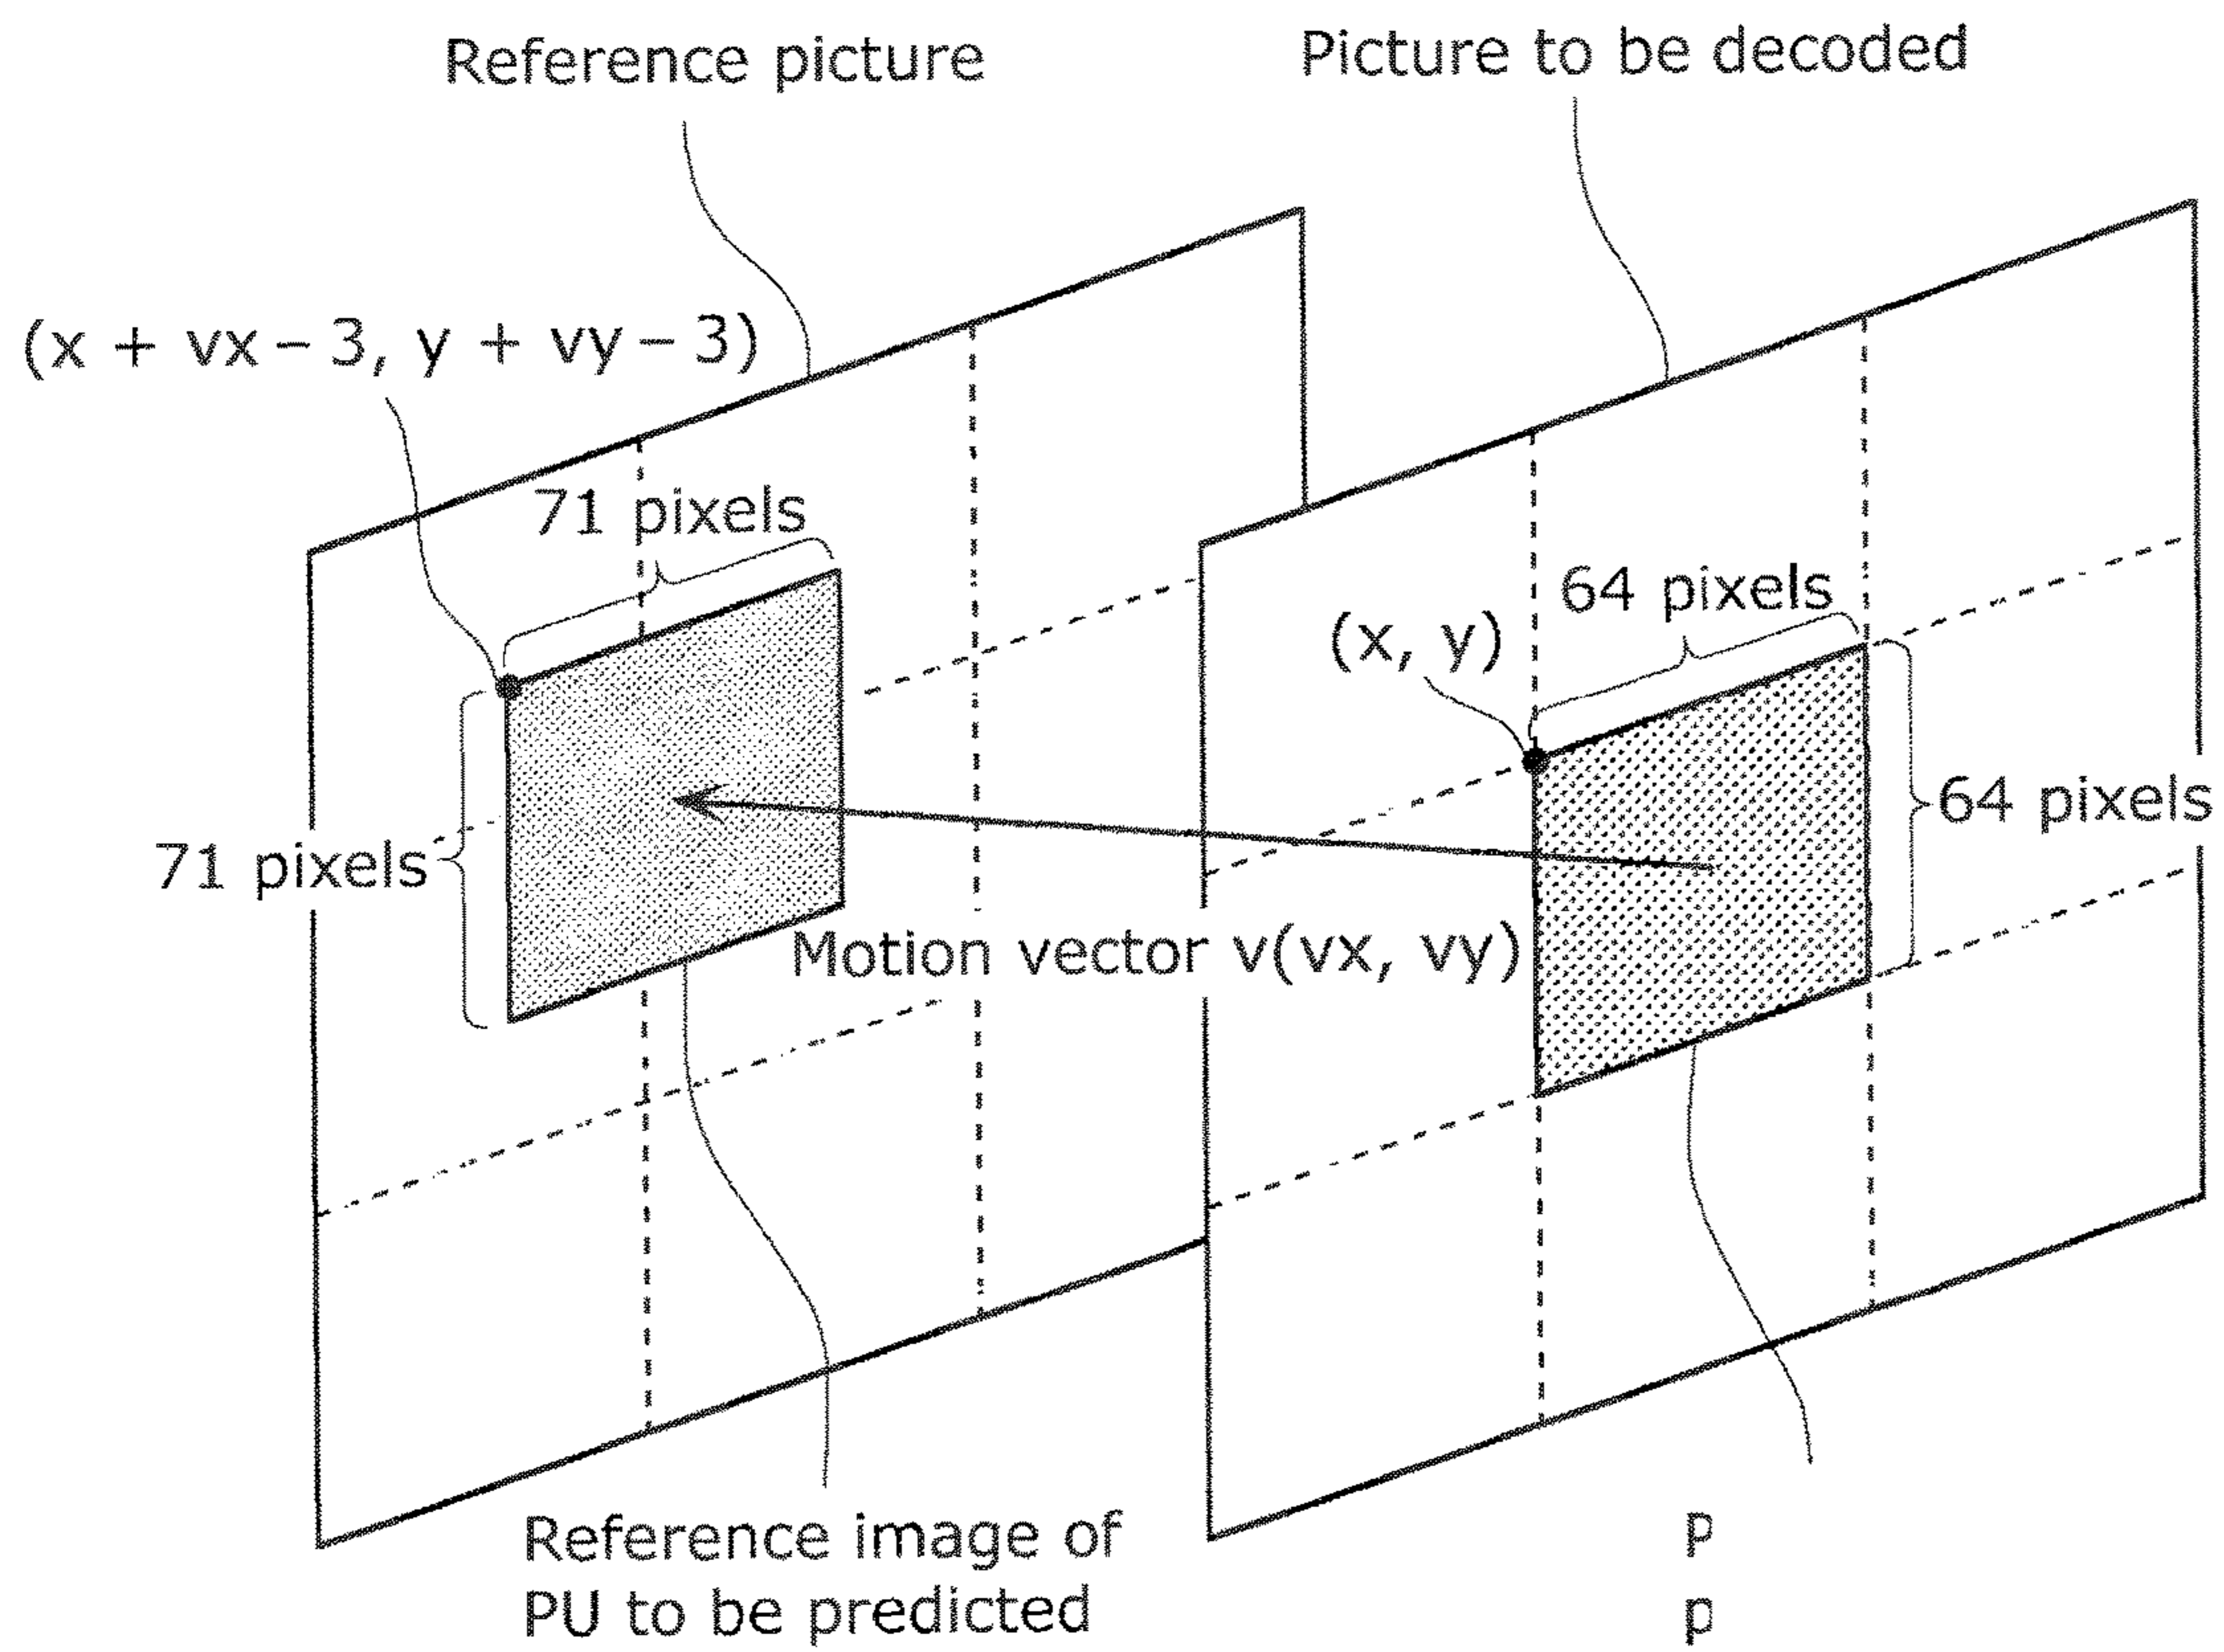 Reference picture
Picture to be decoded
(x + vx – 3, y + vy – 3)
71 pixels
64 pixels
(x, y)
64 pixels
71 pixels
Motion vector v(vx, vy)
Reference image of
PU to be predicted
p
p